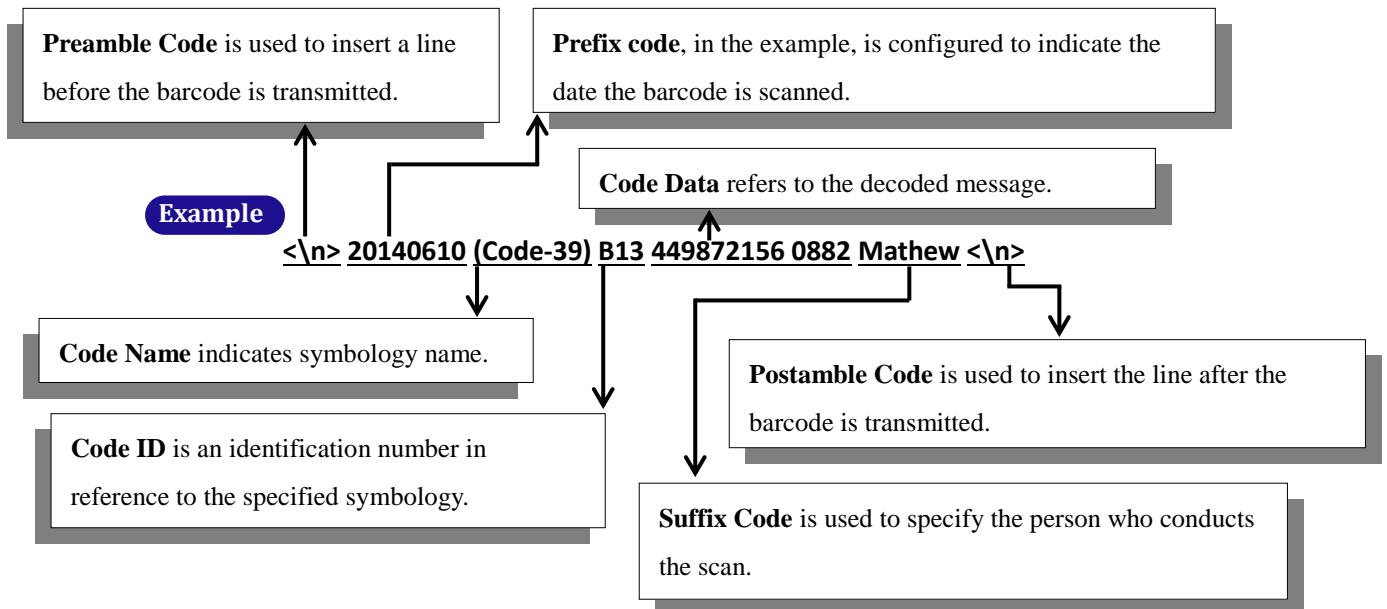 Preamble Code is used to insert a line
before the barcode is transmitted.
Prefix code, in the example, is configured to indicate the
date the barcode is scanned.
Code Data refers to the decoded message.
Example
<\n> 20140610 (Code-39) B13 449872156 0882 Mathew <\n>
Code Name indicates symbology name.
Code ID is an identification number in
reference to the specified symbology.
Postamble Code is used to insert the line after the
barcode is transmitted.
Suffix Code is used to specify the person who conducts
the scan.